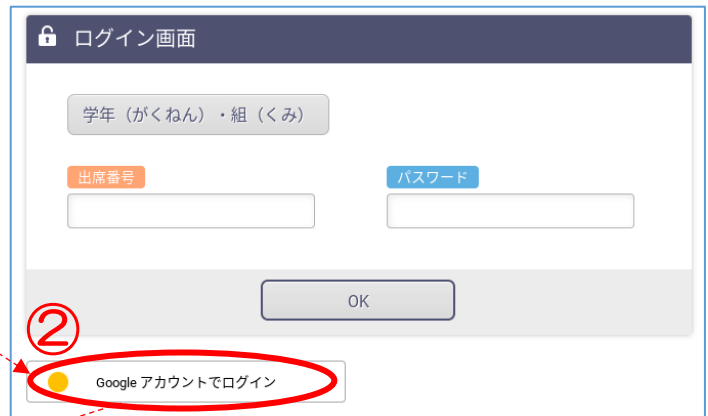 ログイン画面
学年（がくねん）・組（くみ）
出席番号
パスワード
OK
②
Google アカウントでログイン